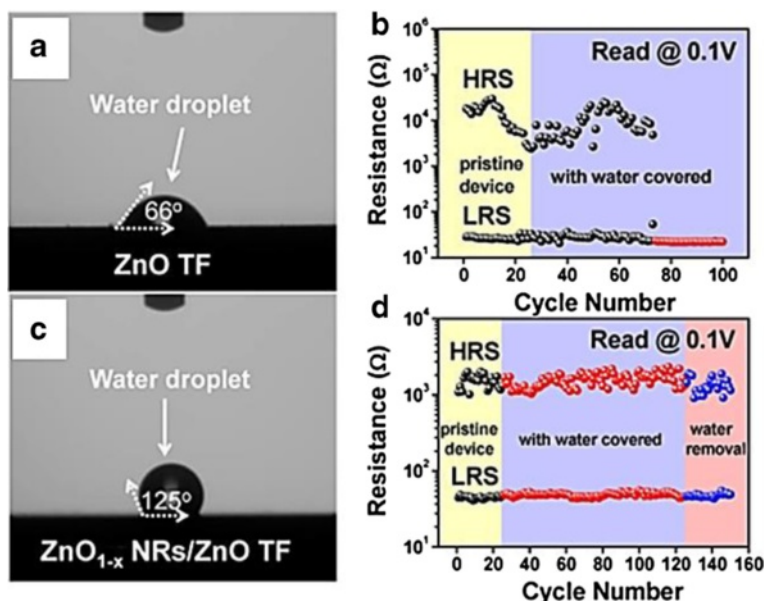 a
Water droplet
66°
ZnO TF
b
Read @ 0.1V
HRS
pristine
device
with water covered
LRS
Resistance (Ω)
10⁶
10⁵
10⁴
10³
10²
10¹
0 20 40 60 80 100
Cycle Number
c
Water droplet
125°
ZnO₁₋ₓ NRs/ZnO TF
d
Read @ 0.1V
HRS
pristine
device
with water covered
water
removal
LRS
Resistance (Ω)
10⁴
10³
10²
10¹
0 20 40 60 80 100 120 140 160
Cycle Number